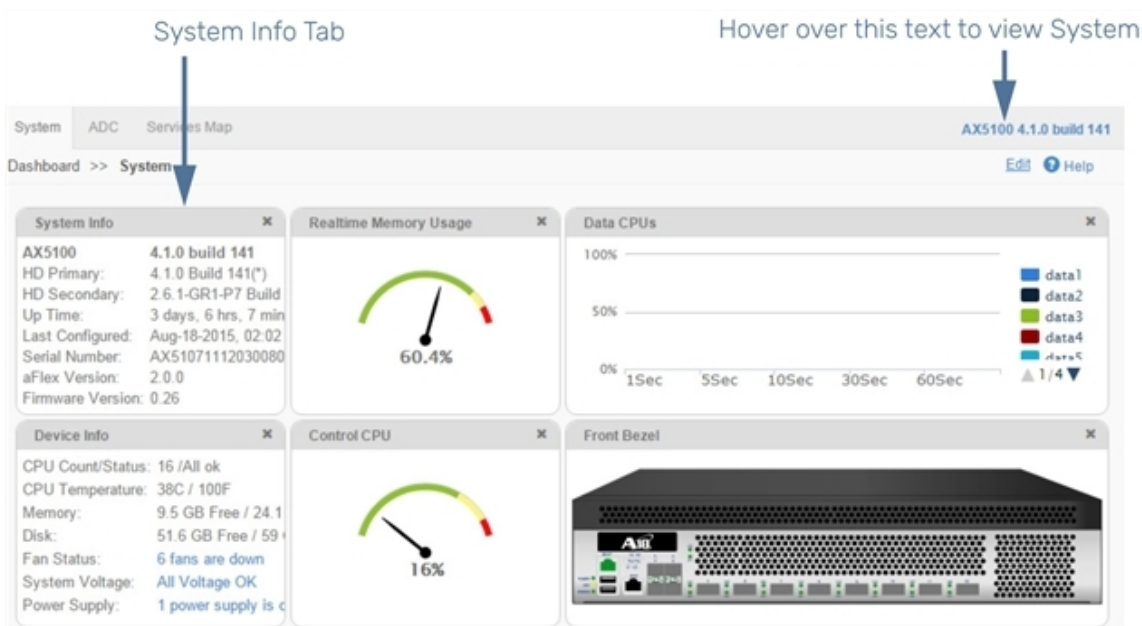 System Info Tab
Hover over this text to view System
System ADC Services Map
AX5100 4.1.0 build 141
Dashboard >> System
Edit Help
System Info
AX5100 4.1.0 build 141
HD Primary: 4.1.0 Build 141(*)
HD Secondary: 2.6.1-GR1-P7 Build
Up Time: 3 days, 6 hrs, 7 min
Last Configured: Aug-18-2015, 02:02
Serial Number: AX51071112030080
aFlex Version: 2.0.0
Firmware Version: 0.26
Realtime Memory Usage
60.4%
Data CPUs
100%
50%
0%
1Sec 5Sec 10Sec 30Sec 60Sec
data1
data2
data3
data4
data5
1/4
Device Info
CPU Count/Status: 16 /All ok
CPU Temperature: 38C / 100F
Memory: 9.5 GB Free / 24.1
Disk: 51.6 GB Free / 59
Fan Status: 6 fans are down
System Voltage: All Voltage OK
Power Supply: 1 power supply is
Control CPU
16%
Front Bezel